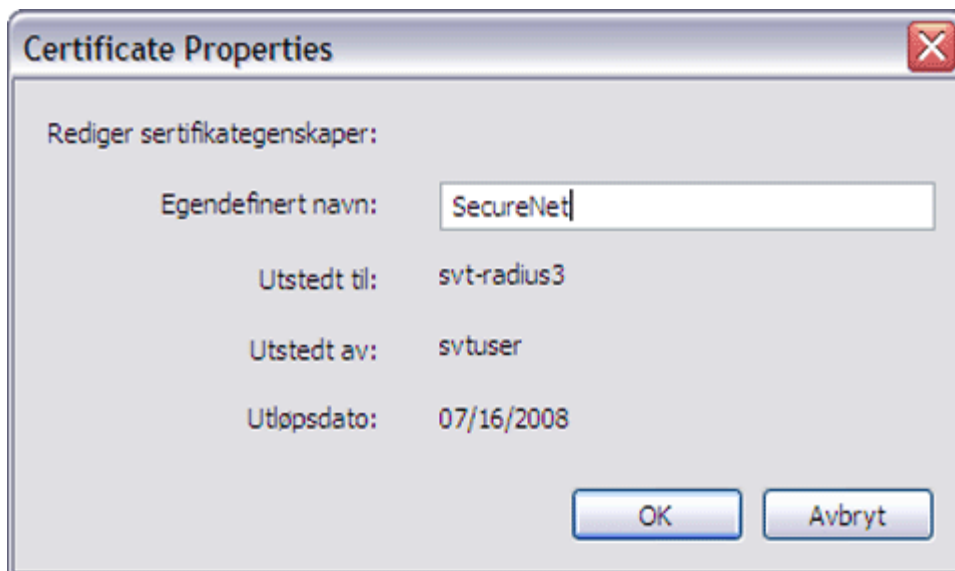 Certificate Properties
Rediger sertifikategenskaper:
Egendefinert navn: SecureNet
Utstedt til: svt-radius3
Utstedt av: svtuser
Utløpsdato: 07/16/2008
OK Avbryt